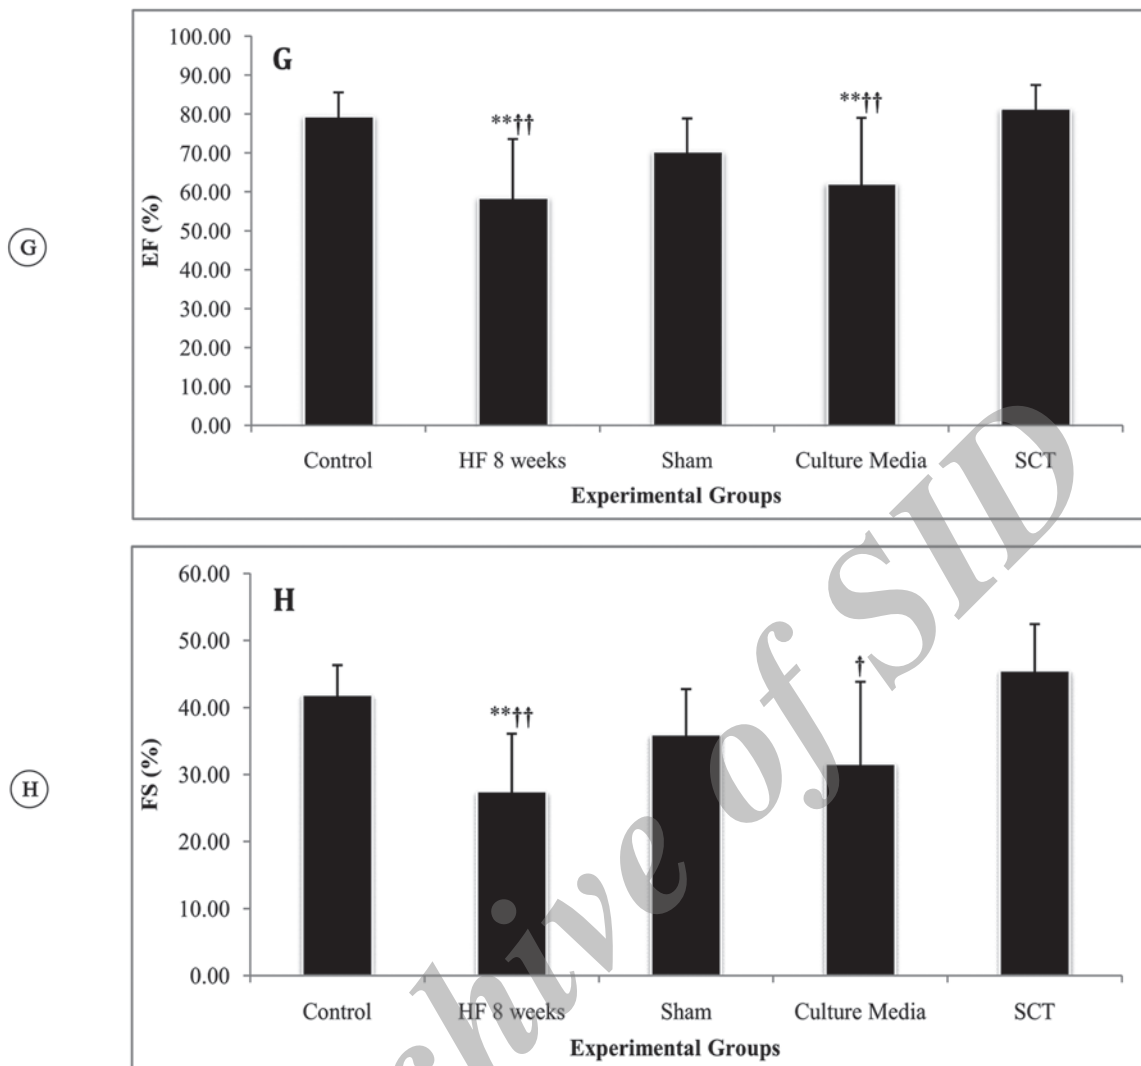 G
G
100.00
90.00
80.00
70.00
60.00
50.00
40.00
30.00
20.00
10.00
0.00
EF (%)
**††
**††
Control HF 8 weeks Sham Culture Media SCT
Experimental Groups
H
H
60.00
50.00
40.00
30.00
20.00
10.00
0.00
FS (%)
**††
†
Control HF 8 weeks Sham Culture Media SCT
Experimental Groups
hive of SID